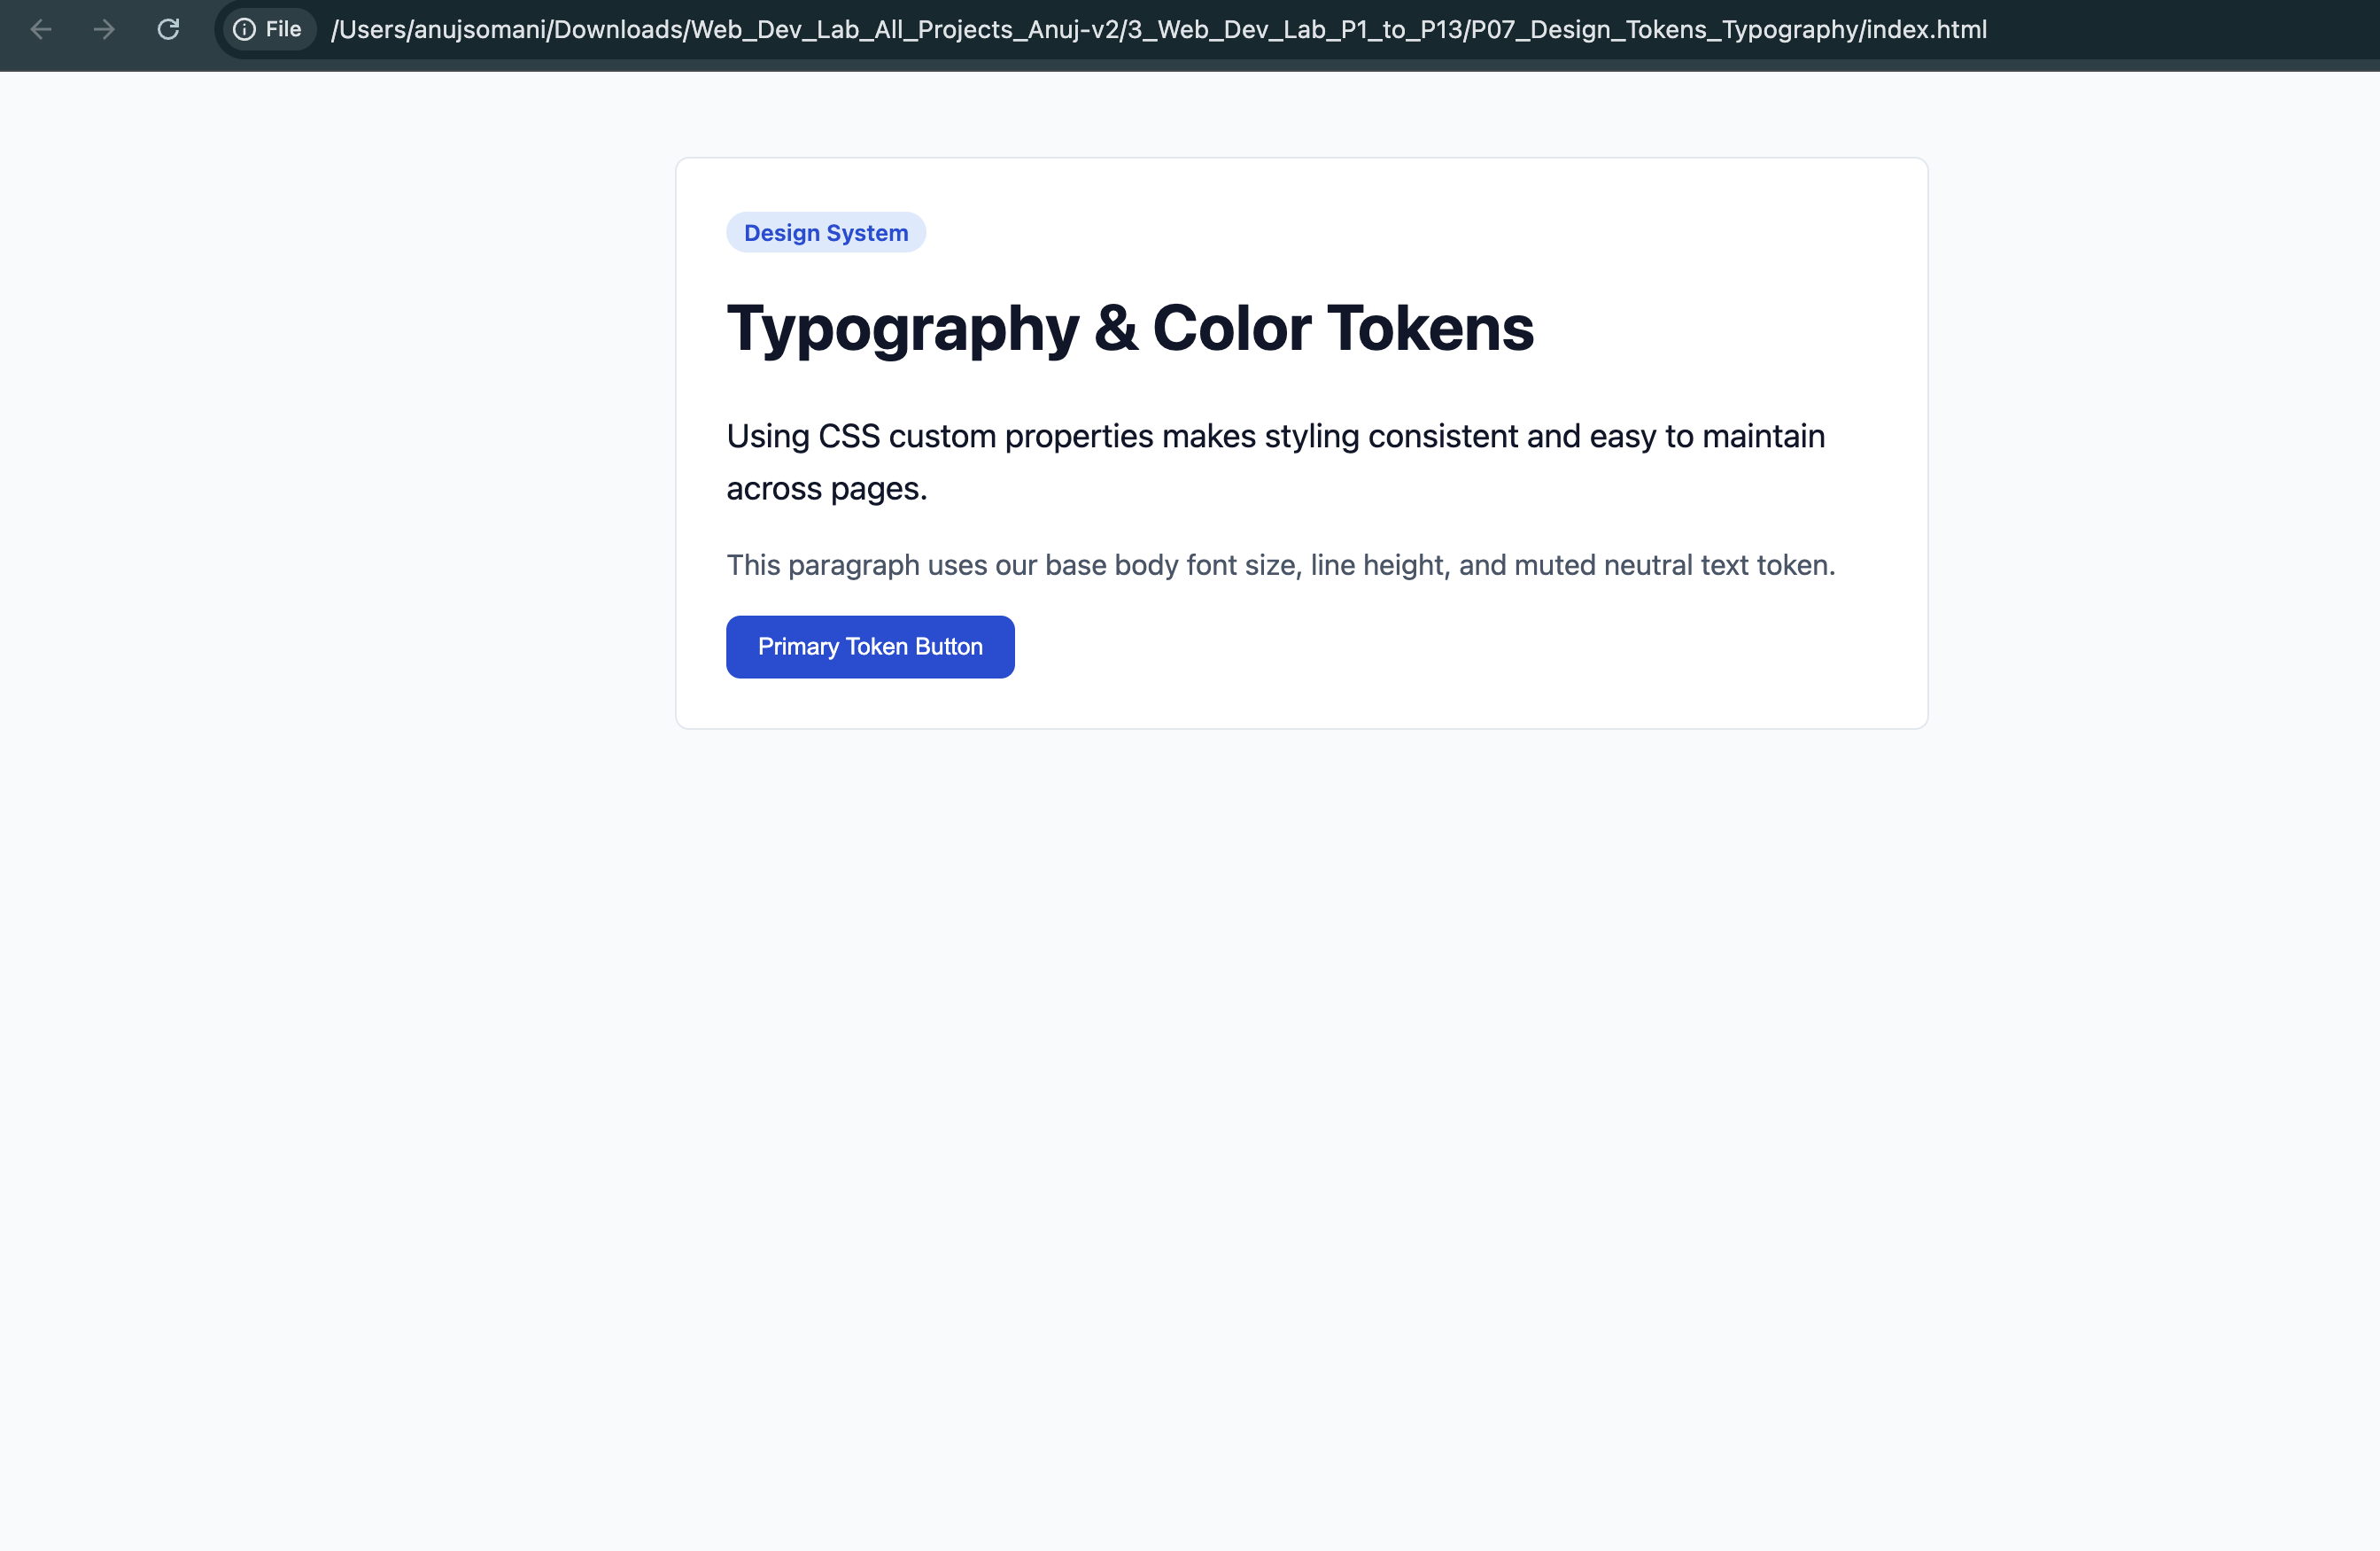 File /Users/anujsomani/Downloads/Web_Dev_Lab_All_Projects_Anuj-v2/3_Web_Dev_Lab_P1_to_P13/P07_Design_Tokens_Typography/index.html
Design System
Typography & Color Tokens
Using CSS custom properties makes styling consistent and easy to maintain
across pages.
This paragraph uses our base body font size, line height, and muted neutral text token.
Primary Token Button